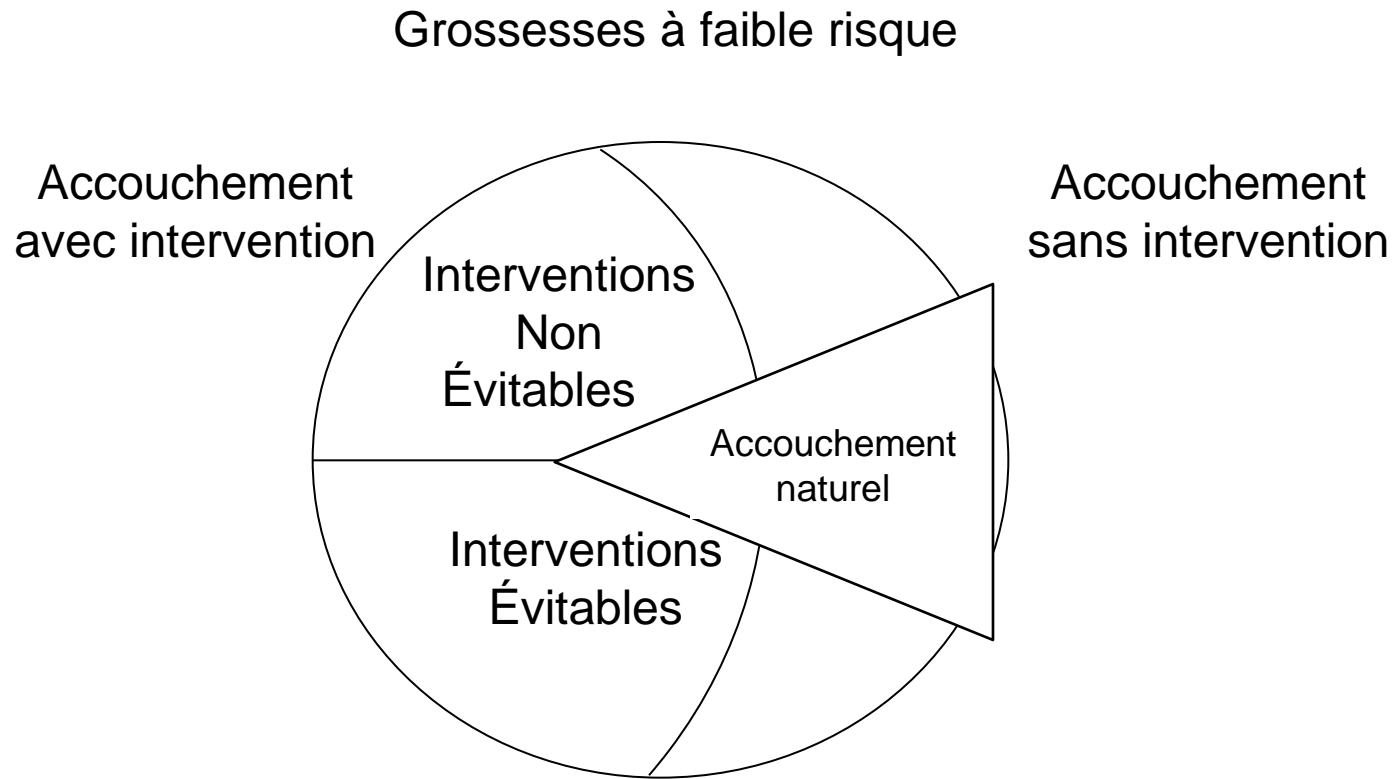 Grossesses à faible risque
Accouchement
avec intervention
Accouchement
sans intervention
Interventions
Non
Évitables
Accouchement
naturel
Interventions
Évitables